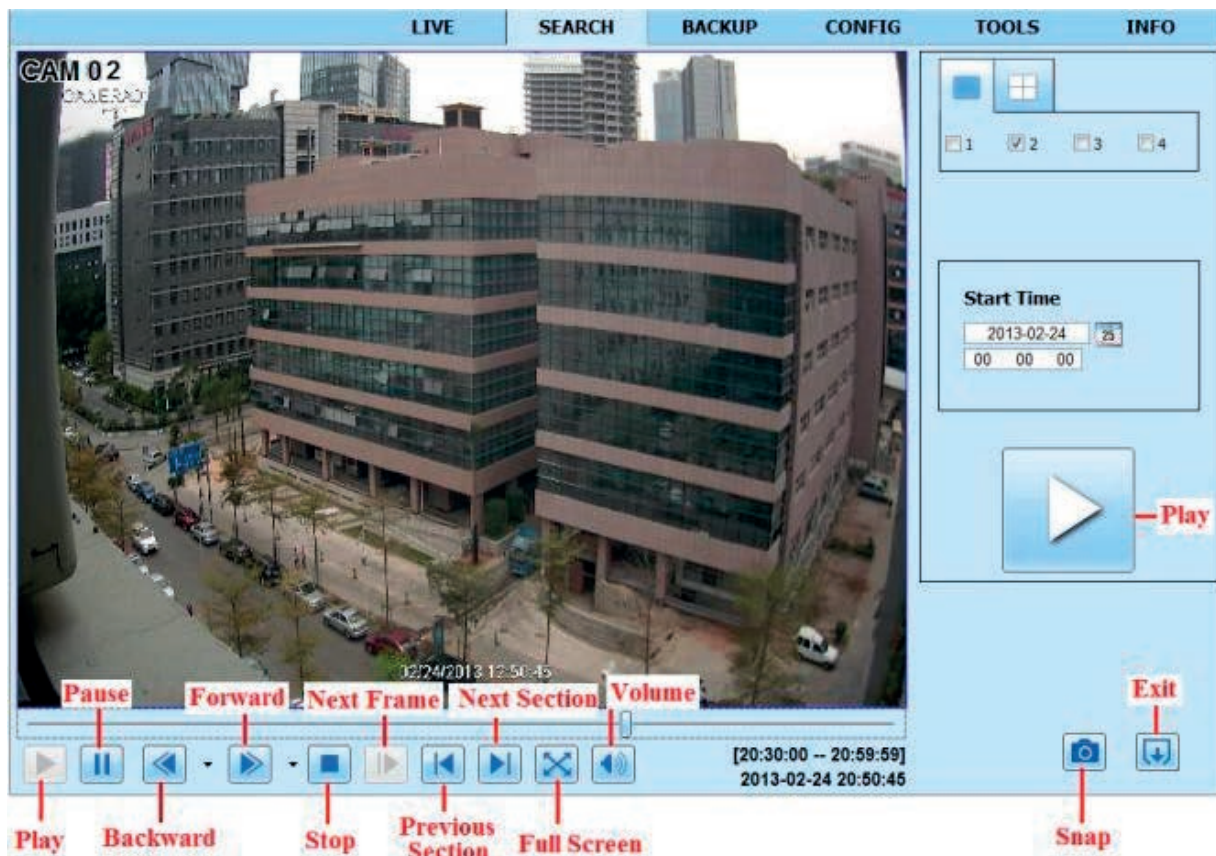 LIVE SEARCH BACKUP CONFIG TOOLS INFO
CAM 02
1 2 3 4
Start Time
2013-02-24 25
00 00 00
Play
02/24/2013 12:50:45
Pause Forward Next Frame Next Section Volume Exit
[20:30:00 -- 20:59:59]
2013-02-24 20:50:45
Play Backward Stop Previous Section Full Screen Snap